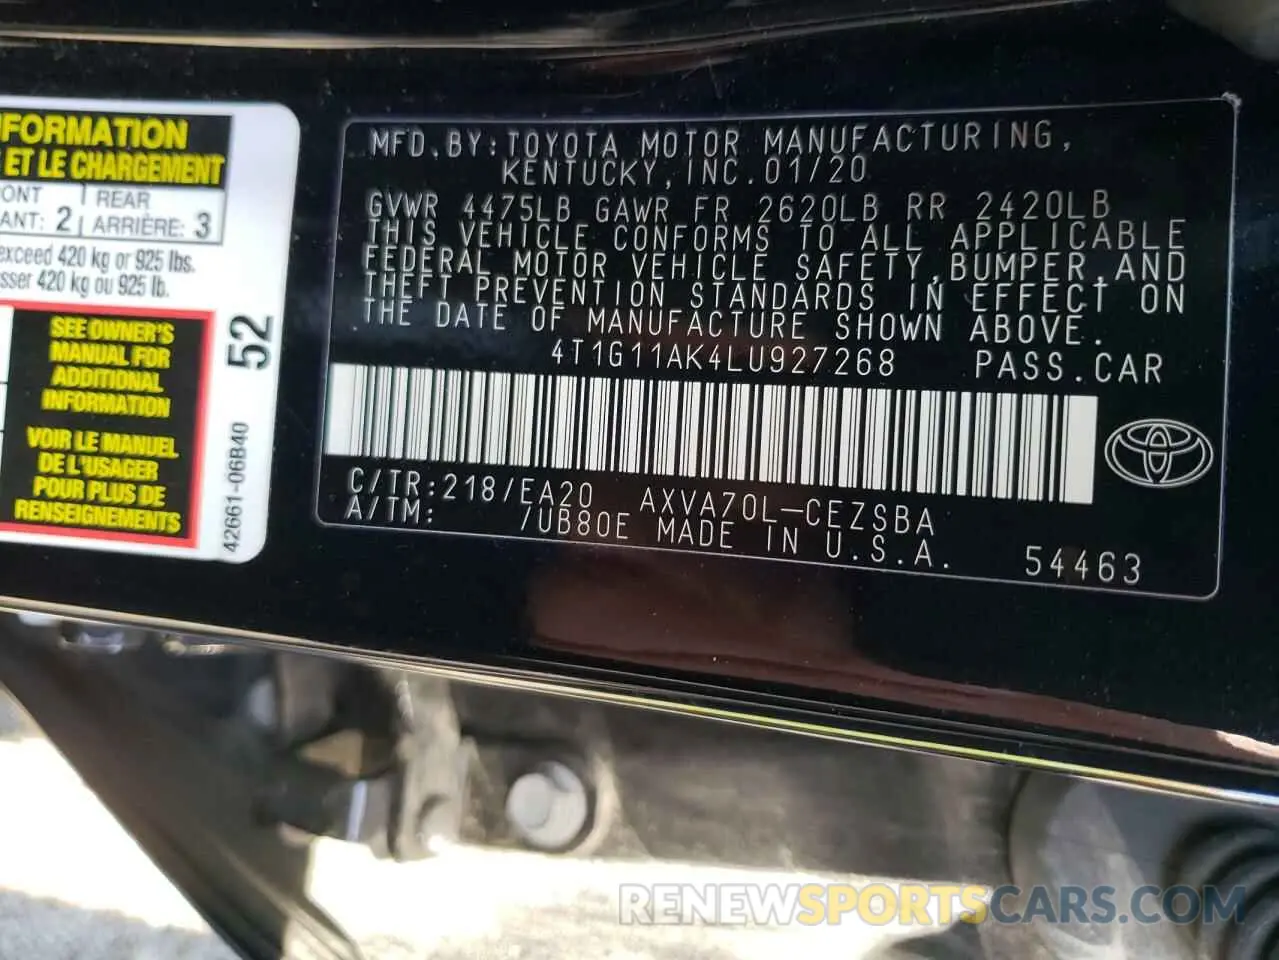 NFORMATION
ET LE CHARGEMENT
ONT REAR
ANT: 2 ARRIÈRE: 3
exceed 420 kg or 925 lbs.
sser 420 kg ou 925 lb.
SEE OWNER'S
MANUAL FOR
ADDITIONAL
INFORMATION
VOIR LE MANUEL
DE L'USAGER
POUR PLUS DE
RENSEIGNEMENTS
52
42661-06B40
MFD.BY:TOYOTA MOTOR MANUFACTURING,
KENTUCKY,INC.01/20
GVWR 4475LB GAWR FR 2620LB RR 2420LB
THIS VEHICLE CONFORMS TO ALL APPLICABLE
FEDERAL MOTOR VEHICLE SAFETY,BUMPER,AND
THEFT PREVENTION STANDARDS IN EFFECT ON
THE DATE OF MANUFACTURE SHOWN ABOVE.
4T1G11AK4LU927268 PASS.CAR
C/TR:218/EA20 AXVA70L-CEZSBA
A/TM: /UB80E MADE IN U.S.A.
54463
RENEWSPORTSCARS.COM